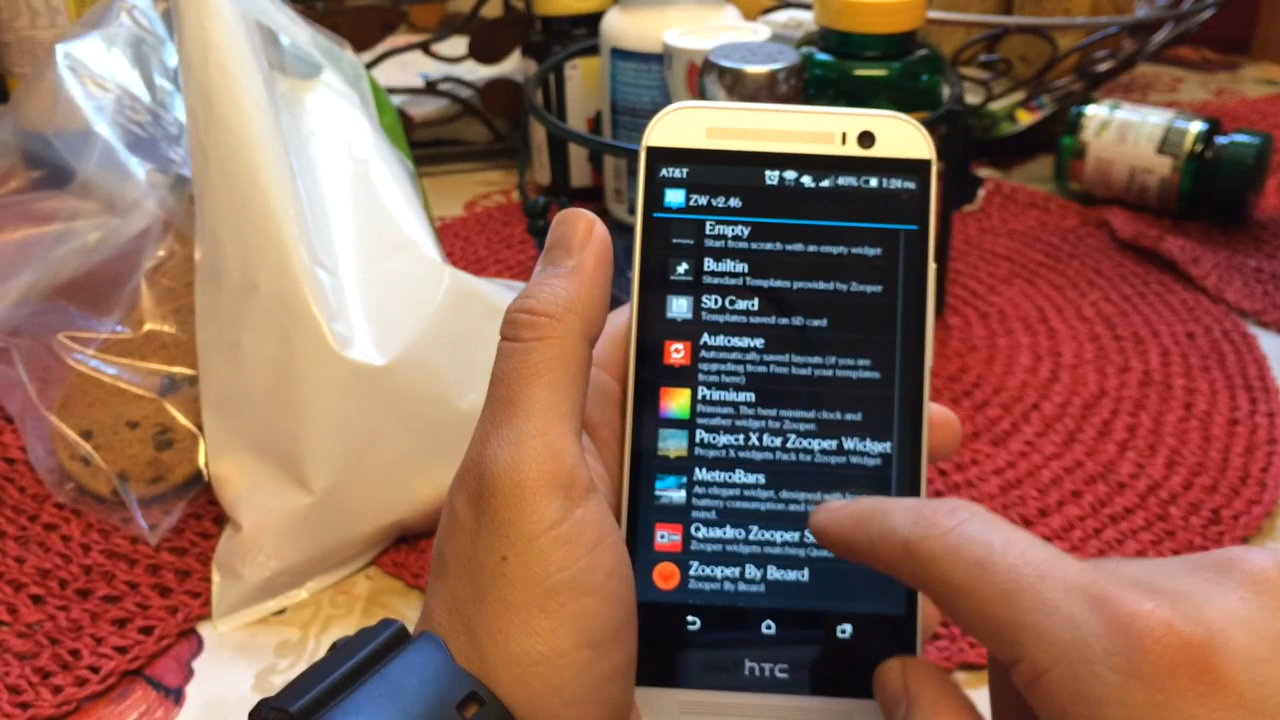 AT&T 40% 1:24 PM
ZW v2.46
Empty
Start from scratch with an empty widget
Builtin
Standard Templates provided by Zooper
SD Card
Templates saved on SD card
Autosave
Automatically saved layouts (if you are
upgrading from Free load your templates
from here)
Primium
Primium. The best minimal clock and
weather widget for Zooper.
Project X for Zooper Widget
Project X widgets Pack for Zooper Widget
MetroBars
An elegant widget, designed with
battery consumption and
mind.
Quadro Zooper
Zooper widgets matching
Zooper By Beard
Zooper By Beard
hTC